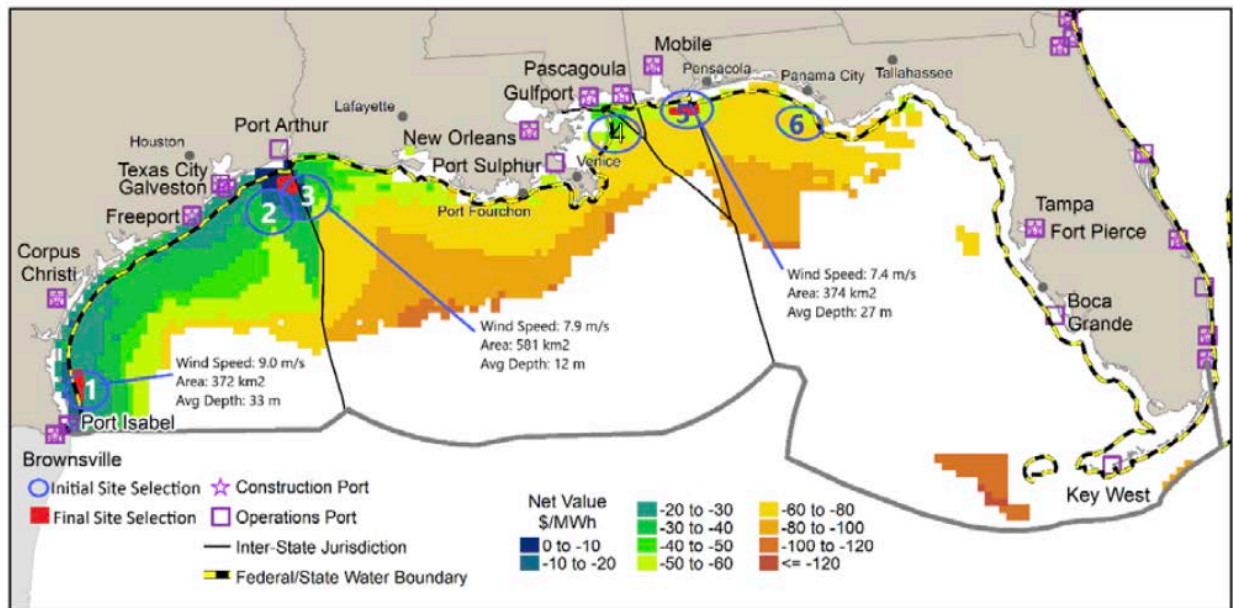 Mobile
Pascagoula
Pensacola
Panama City
Tallahassee
Gulfport
Lafayette
5
6
4
Port Arthur
New Orleans
Houston
Port Sulphur
Venice
Texas City
Galveston
3
2
Port Fourchon
Freeport
Tampa
Fort Pierce
Corpus
Christi
Wind Speed: 7.4 m/s
Area: 374 km2
Avg Depth: 27 m
Boca
Grande
Wind Speed: 7.9 m/s
Area: 581 km2
Avg Depth: 12 m
Wind Speed: 9.0 m/s
Area: 372 km2
Avg Depth: 33 m
1
Port Isabel
Brownsville
Key West
Initial Site Selection
Construction Port
Final Site Selection
Operations Port
Inter-State Jurisdiction
Federal/State Water Boundary
Net Value
$/MWh
0 to -10
-10 to -20
-20 to -30
-30 to -40
-40 to -50
-50 to -60
-60 to -80
-80 to -100
-100 to -120
<= -120